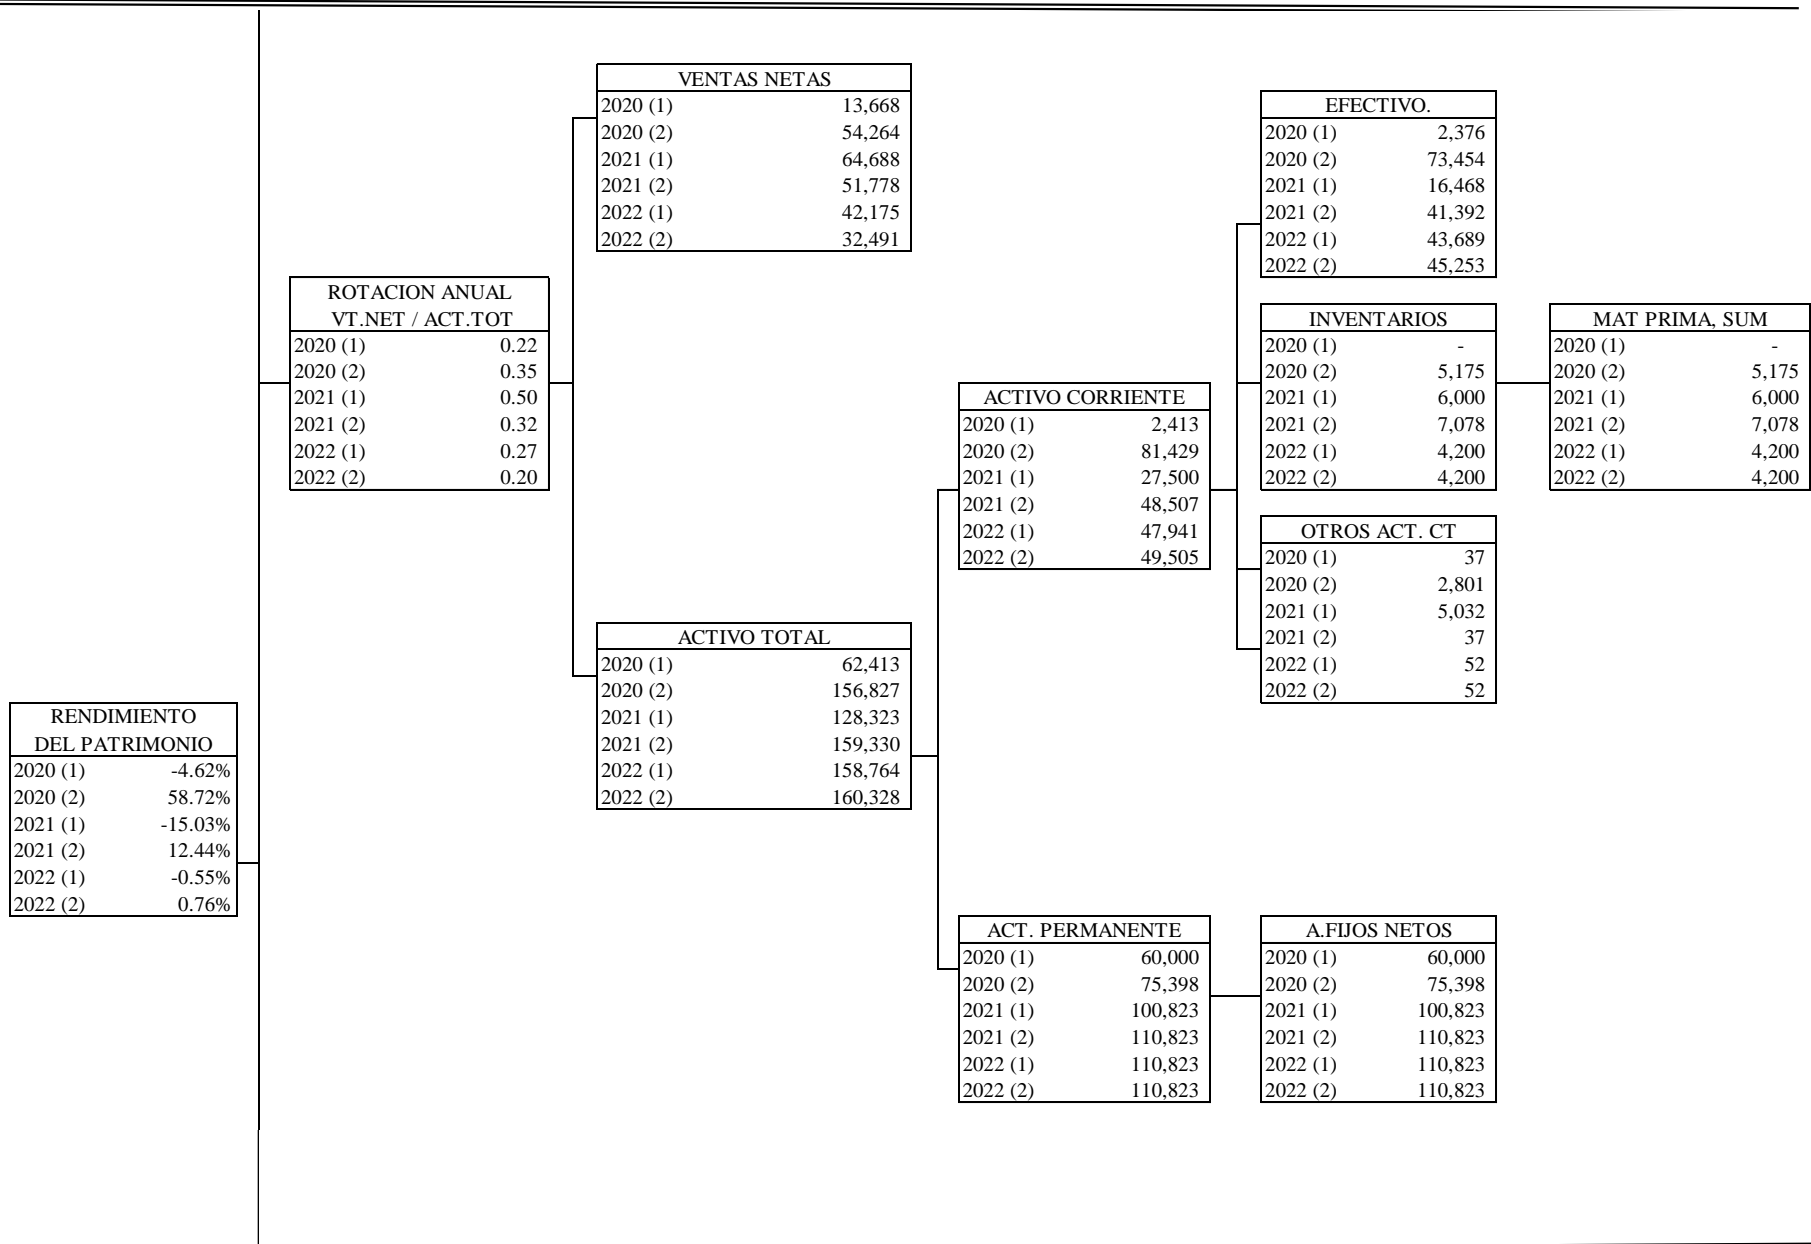 VENTAS NETAS
2020 (1) 13,668
2020 (2) 54,264
2021 (1) 64,688
2021 (2) 51,778
2022 (1) 42,175
2022 (2) 32,491
EFECTIVO.
2020 (1) 2,376
2020 (2) 73,454
2021 (1) 16,468
2021 (2) 41,392
2022 (1) 43,689
2022 (2) 45,253
ROTACION ANUAL
VT.NET / ACT.TOT
2020 (1) 0.22
2020 (2) 0.35
2021 (1) 0.50
2021 (2) 0.32
2022 (1) 0.27
2022 (2) 0.20
INVENTARIOS
2020 (1) -
2020 (2) 5,175
2021 (1) 6,000
2021 (2) 7,078
2022 (1) 4,200
2022 (2) 4,200
MAT PRIMA, SUM
2020 (1) -
2020 (2) 5,175
2021 (1) 6,000
2021 (2) 7,078
2022 (1) 4,200
2022 (2) 4,200
ACTIVO CORRIENTE
2020 (1) 2,413
2020 (2) 81,429
2021 (1) 27,500
2021 (2) 48,507
2022 (1) 47,941
2022 (2) 49,505
OTROS ACT. CT
2020 (1) 37
2020 (2) 2,801
2021 (1) 5,032
2021 (2) 37
2022 (1) 52
2022 (2) 52
ACTIVO TOTAL
2020 (1) 62,413
2020 (2) 156,827
2021 (1) 128,323
2021 (2) 159,330
2022 (1) 158,764
2022 (2) 160,328
RENDIMIENTO
DEL PATRIMONIO
2020 (1) -4.62%
2020 (2) 58.72%
2021 (1) -15.03%
2021 (2) 12.44%
2022 (1) -0.55%
2022 (2) 0.76%
ACT. PERMANENTE
2020 (1) 60,000
2020 (2) 75,398
2021 (1) 100,823
2021 (2) 110,823
2022 (1) 110,823
2022 (2) 110,823
A.FIJOS NETOS
2020 (1) 60,000
2020 (2) 75,398
2021 (1) 100,823
2021 (2) 110,823
2022 (1) 110,823
2022 (2) 110,823